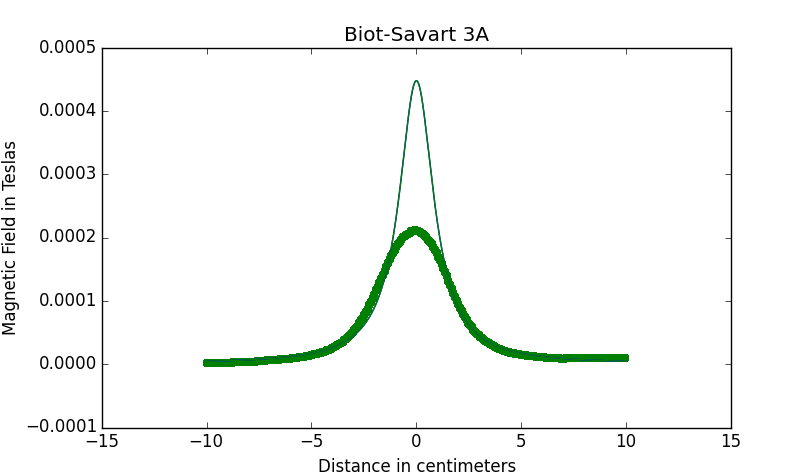 Biot-Savart 3A
0.0005
0.0004
0.0003
0.0002
0.0001
0.0000
−0.0001
Magnetic Field in Teslas
−15 −10 −5 0 5 10 15
Distance in centimeters